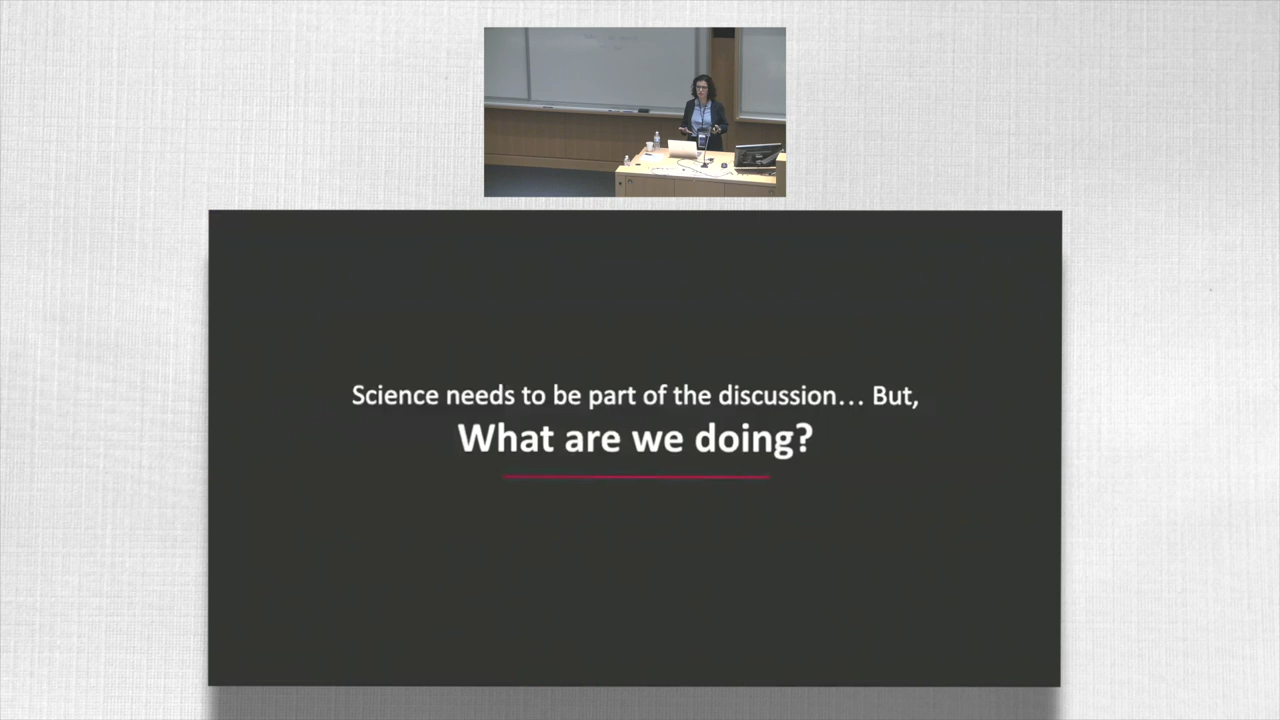 Science needs to be part of the discussion... But,
What are we doing?